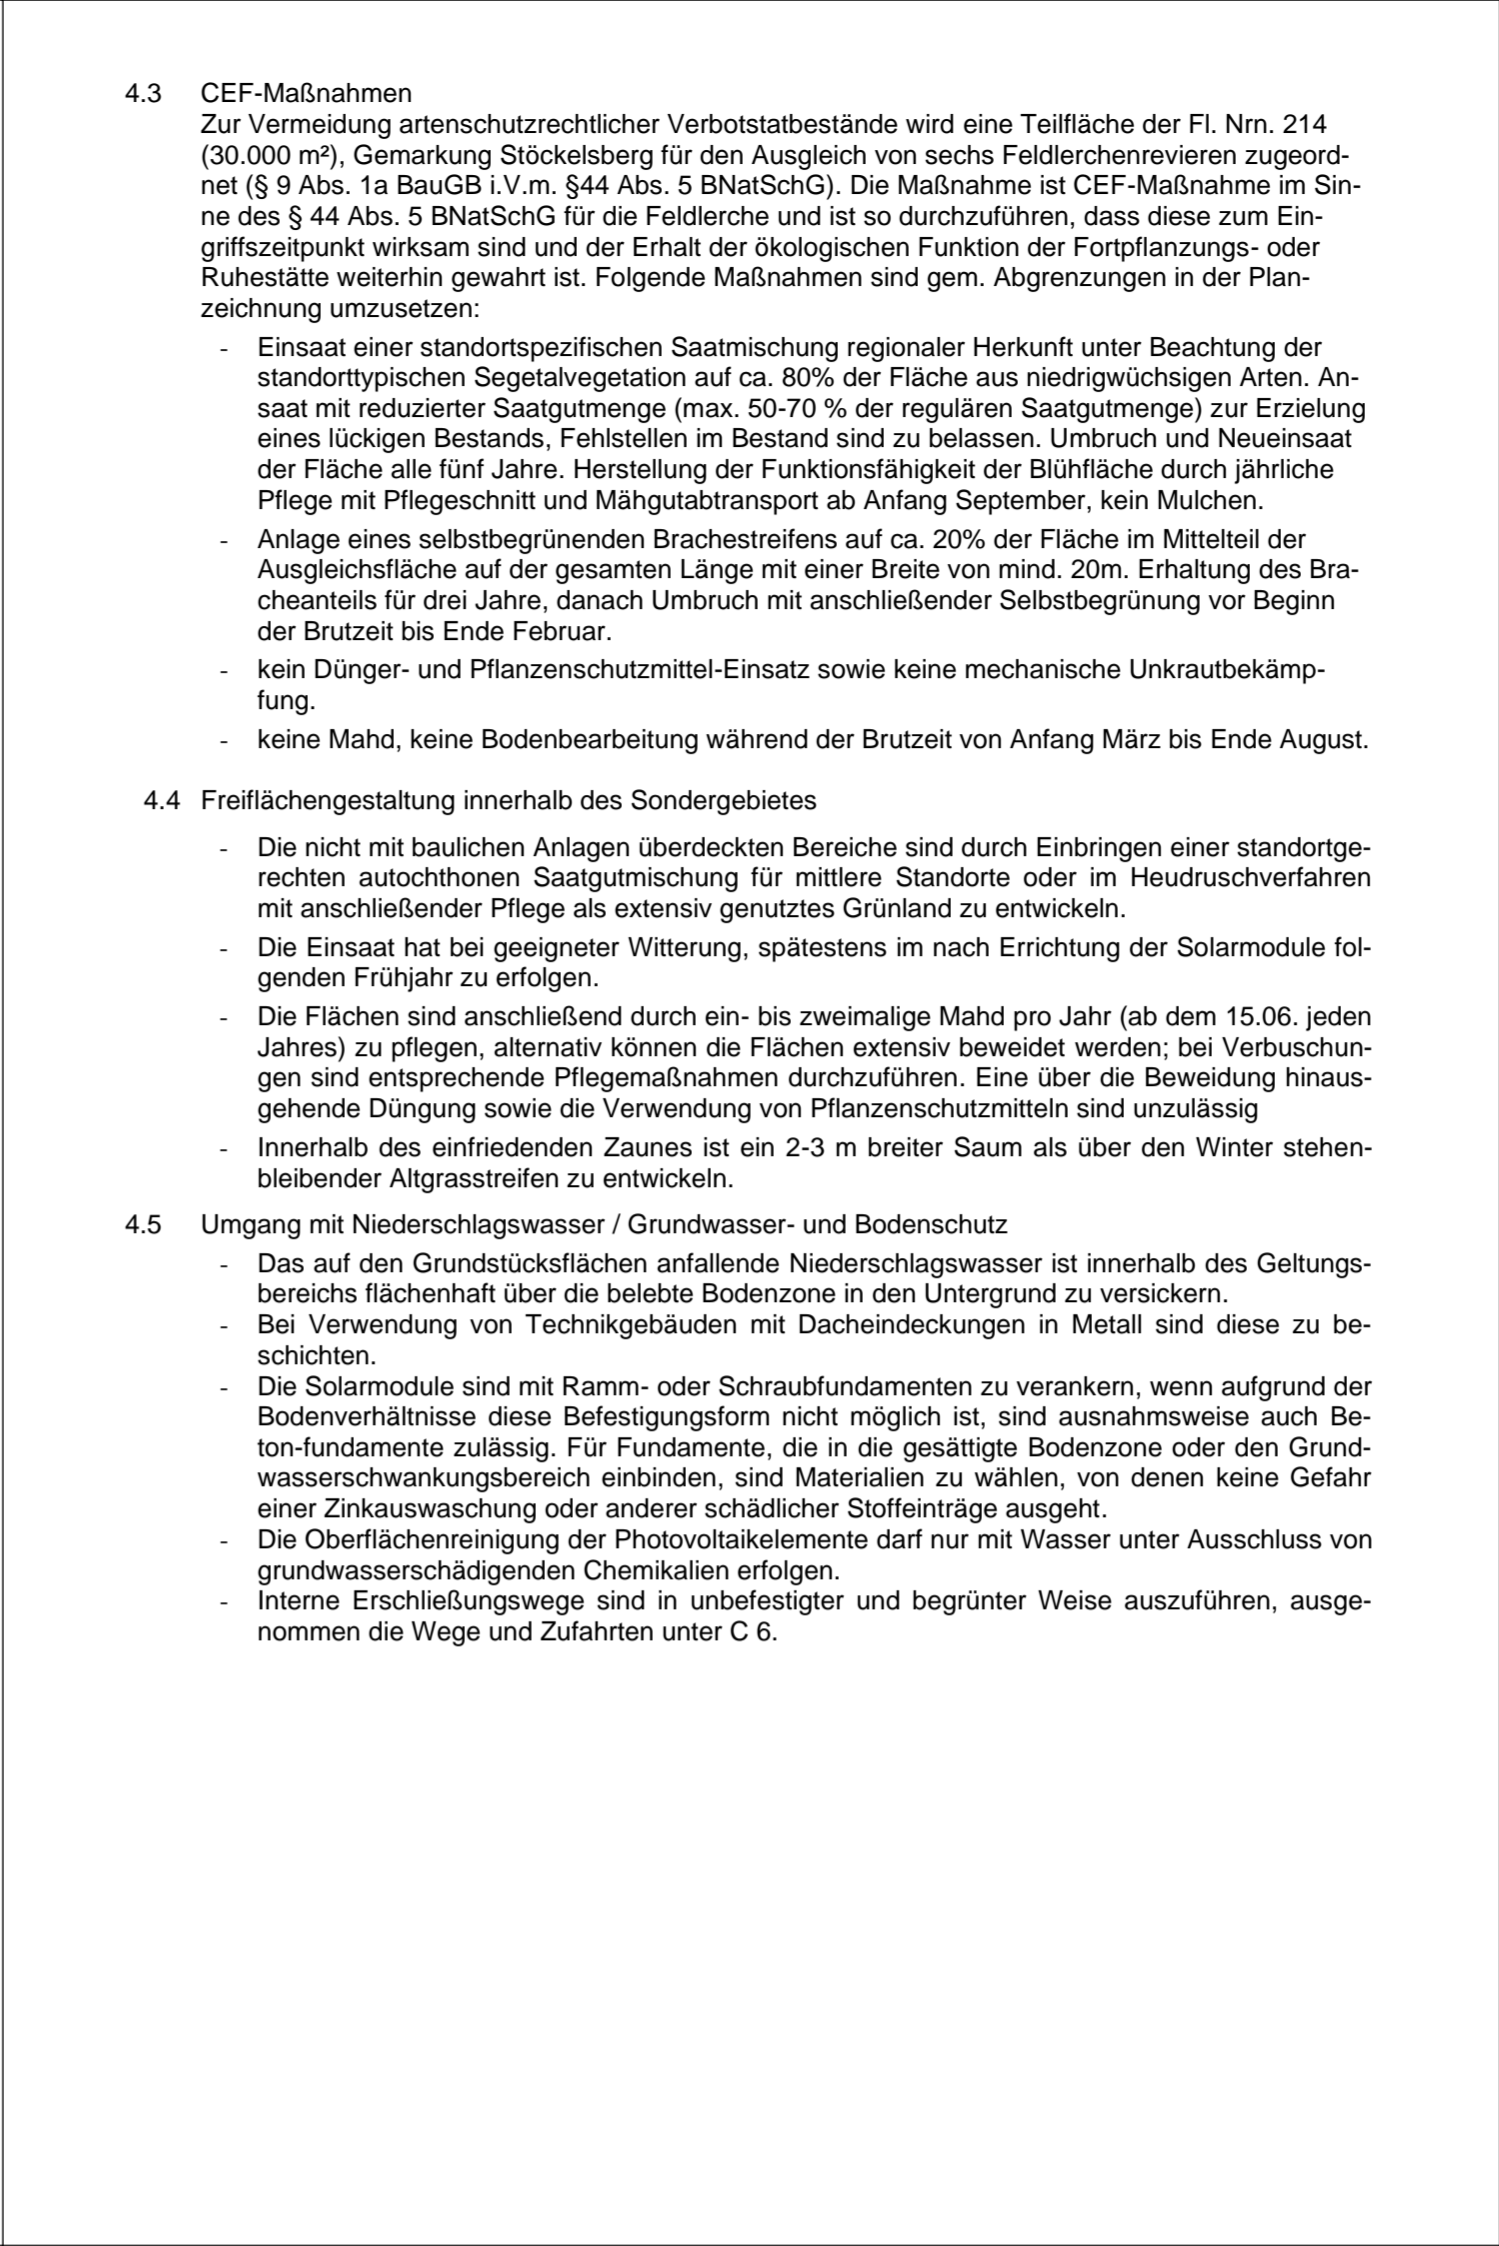 4.3 CEF-Maßnahmen
Zur Vermeidung artenschutzrechtlicher Verbotstatbestände wird eine Teilfläche der Fl. Nrn. 214
(30.000 m²), Gemarkung Stöckelsberg für den Ausgleich von sechs Feldlerchenrevieren zugeord-
net (§ 9 Abs. 1a BauGB i.V.m. §44 Abs. 5 BNatSchG). Die Maßnahme ist CEF-Maßnahme im Sin-
ne des § 44 Abs. 5 BNatSchG für die Feldlerche und ist so durchzuführen, dass diese zum Ein-
griffszeitpunkt wirksam sind und der Erhalt der ökologischen Funktion der Fortpflanzungs- oder
Ruhestätte weiterhin gewahrt ist. Folgende Maßnahmen sind gem. Abgrenzungen in der Plan-
zeichnung umzusetzen:
- Einsaat einer standortspezifischen Saatmischung regionaler Herkunft unter Beachtung der
standorttypischen Segetalvegetation auf ca. 80% der Fläche aus niedrigwüchsigen Arten. An-
saat mit reduzierter Saatgutmenge (max. 50-70 % der regulären Saatgutmenge) zur Erzielung
eines lückigen Bestands, Fehlstellen im Bestand sind zu belassen. Umbruch und Neueinsaat
der Fläche alle fünf Jahre. Herstellung der Funktionsfähigkeit der Blühfläche durch jährliche
Pflege mit Pflegeschnitt und Mähgutabtransport ab Anfang September, kein Mulchen.
- Anlage eines selbstbegrünenden Brachestreifens auf ca. 20% der Fläche im Mittelteil der
Ausgleichsfläche auf der gesamten Länge mit einer Breite von mind. 20m. Erhaltung des Bra-
cheanteils für drei Jahre, danach Umbruch mit anschließender Selbstbegrünung vor Beginn
der Brutzeit bis Ende Februar.
- kein Dünger- und Pflanzenschutzmittel-Einsatz sowie keine mechanische Unkrautbekämp-
fung.
- keine Mahd, keine Bodenbearbeitung während der Brutzeit von Anfang März bis Ende August.
4.4 Freiflächengestaltung innerhalb des Sondergebietes
- Die nicht mit baulichen Anlagen überdeckten Bereiche sind durch Einbringen einer standortge-
rechten autochthonen Saatgutmischung für mittlere Standorte oder im Heudruschverfahren
mit anschließender Pflege als extensiv genutztes Grünland zu entwickeln.
- Die Einsaat hat bei geeigneter Witterung, spätestens im nach Errichtung der Solarmodule fol-
genden Frühjahr zu erfolgen.
- Die Flächen sind anschließend durch ein- bis zweimalige Mahd pro Jahr (ab dem 15.06. jeden
Jahres) zu pflegen, alternativ können die Flächen extensiv beweidet werden; bei Verbuschun-
gen sind entsprechende Pflegemaßnahmen durchzuführen. Eine über die Beweidung hinaus-
gehende Düngung sowie die Verwendung von Pflanzenschutzmitteln sind unzulässig
- Innerhalb des einfriedenden Zaunes ist ein 2-3 m breiter Saum als über den Winter stehen-
bleibender Altgrasstreifen zu entwickeln.
4.5 Umgang mit Niederschlagswasser / Grundwasser- und Bodenschutz
- Das auf den Grundstücksflächen anfallende Niederschlagswasser ist innerhalb des Geltungs-
bereichs flächenhaft über die belebte Bodenzone in den Untergrund zu versickern.
- Bei Verwendung von Technikgebäuden mit Dacheindeckungen in Metall sind diese zu be-
schichten.
- Die Solarmodule sind mit Ramm- oder Schraubfundamenten zu verankern, wenn aufgrund der
Bodenverhältnisse diese Befestigungsform nicht möglich ist, sind ausnahmsweise auch Be-
ton-fundamente zulässig. Für Fundamente, die in die gesättigte Bodenzone oder den Grund-
wasserschwankungsbereich einbinden, sind Materialien zu wählen, von denen keine Gefahr
einer Zinkauswaschung oder anderer schädlicher Stoffeinträge ausgeht.
- Die Oberflächenreinigung der Photovoltaikelemente darf nur mit Wasser unter Ausschluss von
grundwasserschädigenden Chemikalien erfolgen.
- Interne Erschließungswege sind in unbefestigter und begrünter Weise auszuführen, ausge-
nommen die Wege und Zufahrten unter C 6.